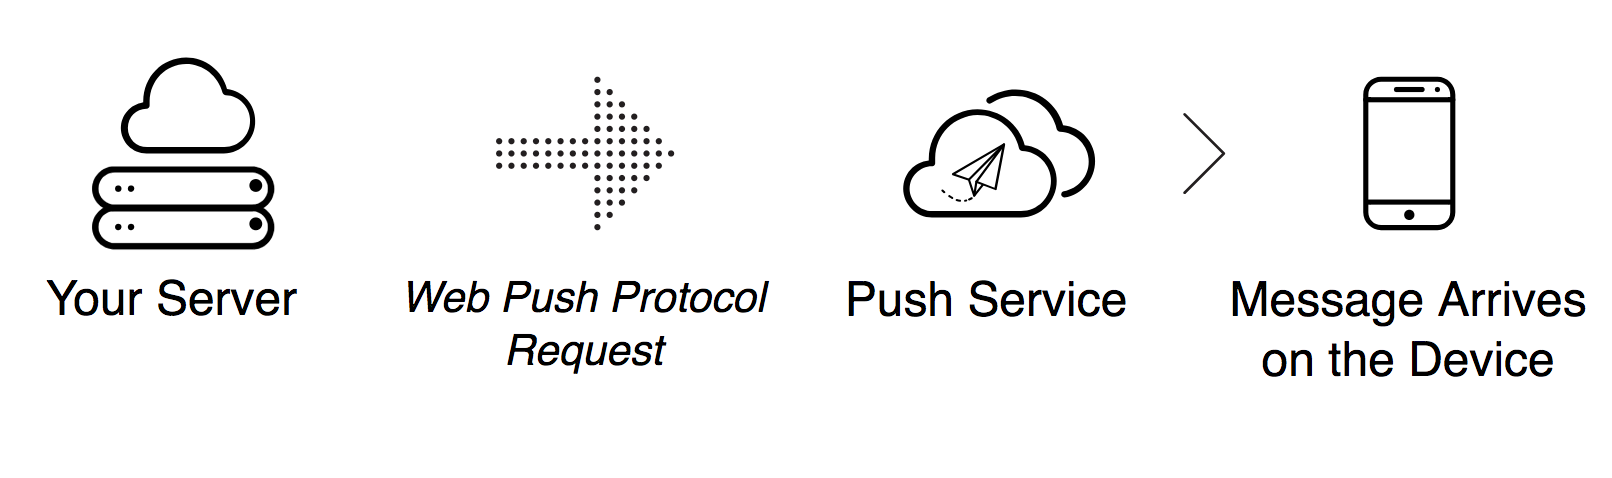 Your Server
Web Push Protocol
Request
Push Service
Message Arrives
on the Device